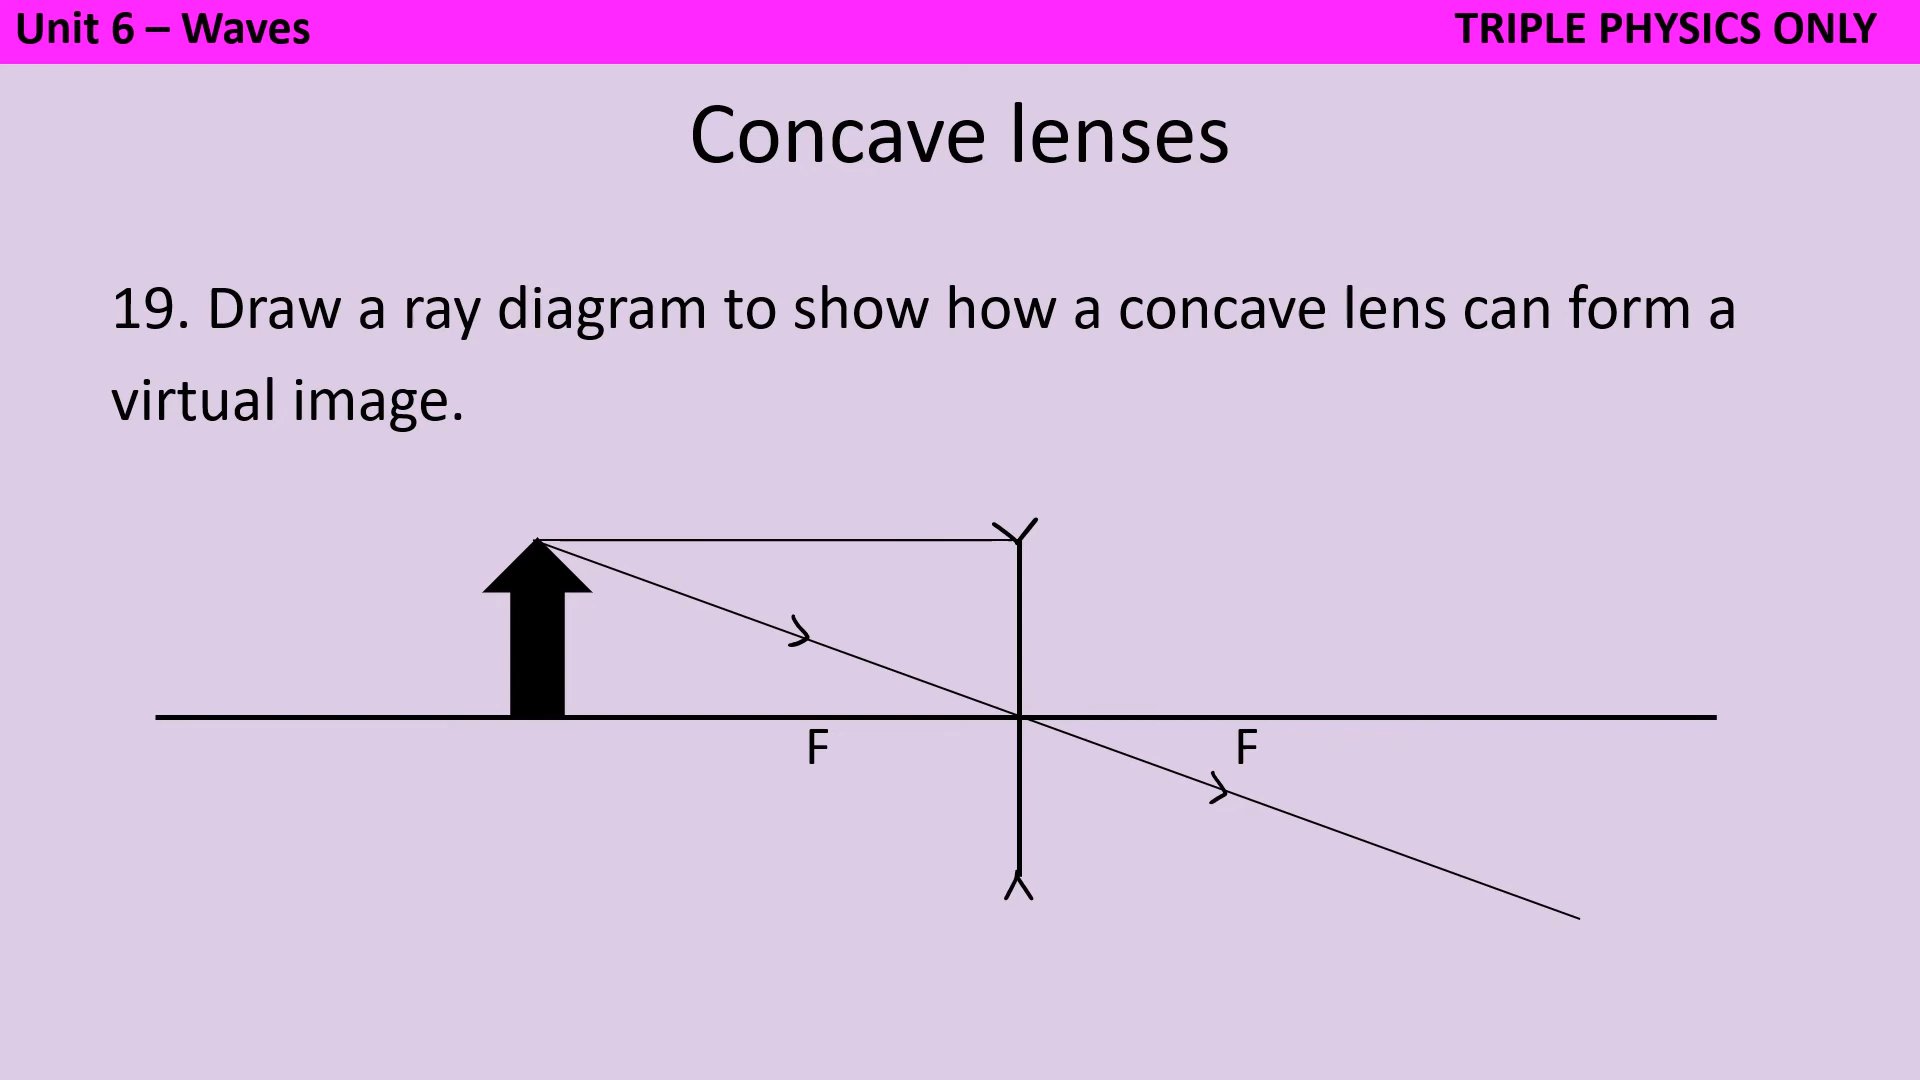 Unit 6 – Waves
TRIPLE PHYSICS ONLY
Concave lenses
19. Draw a ray diagram to show how a concave lens can form a
virtual image.
F
F